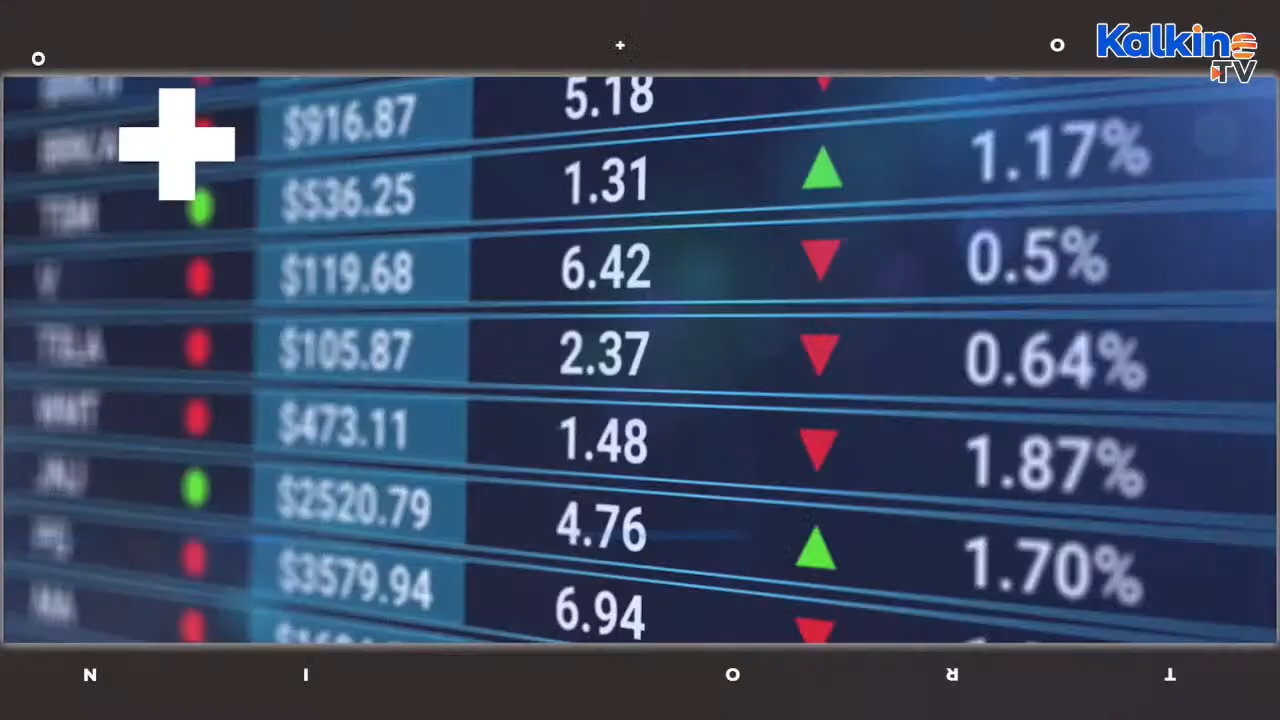 Kalkine
TV
5.18
$916.87
1.31 1.17%
$536.25
6.42 0.5%
$119.68
TSLA $105.87 2.37 0.64%
$473.11 1.48 1.87%
$2520.79 4.76 1.70%
$3579.94 6.94
N I O R T